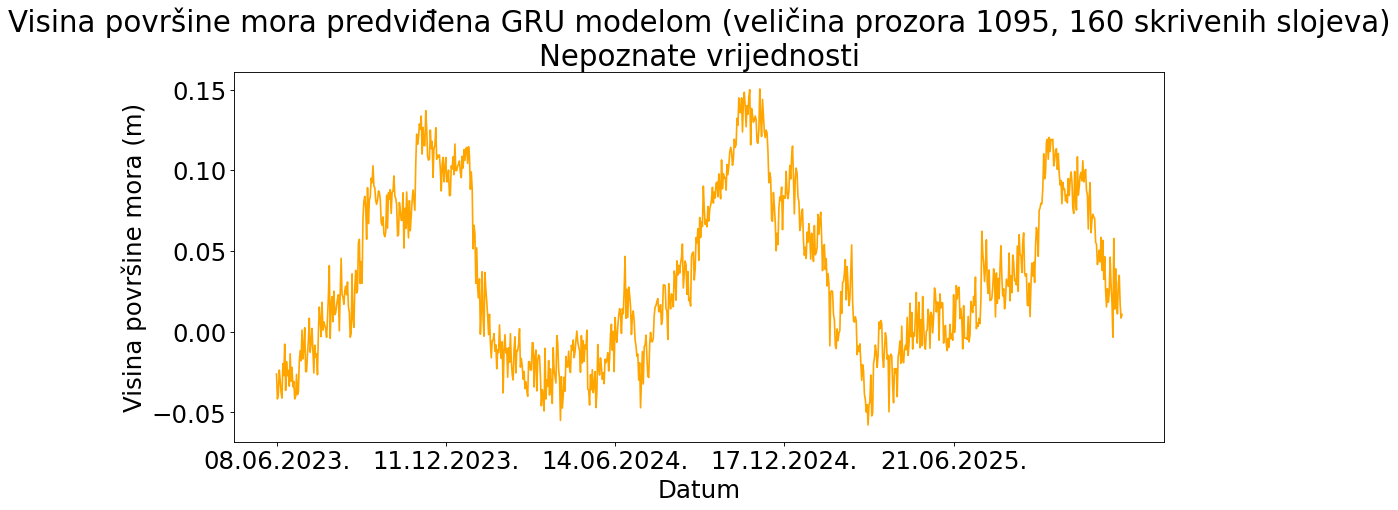 Visina površine mora predviđena GRU modelom (veličina prozora 1095, 160 skrivenih slojeva)
Nepoznate vrijednosti
Visina površine mora (m)
0.15
0.10
0.05
0.00
−0.05
08.06.2023. 11.12.2023. 14.06.2024. 17.12.2024. 21.06.2025.
Datum